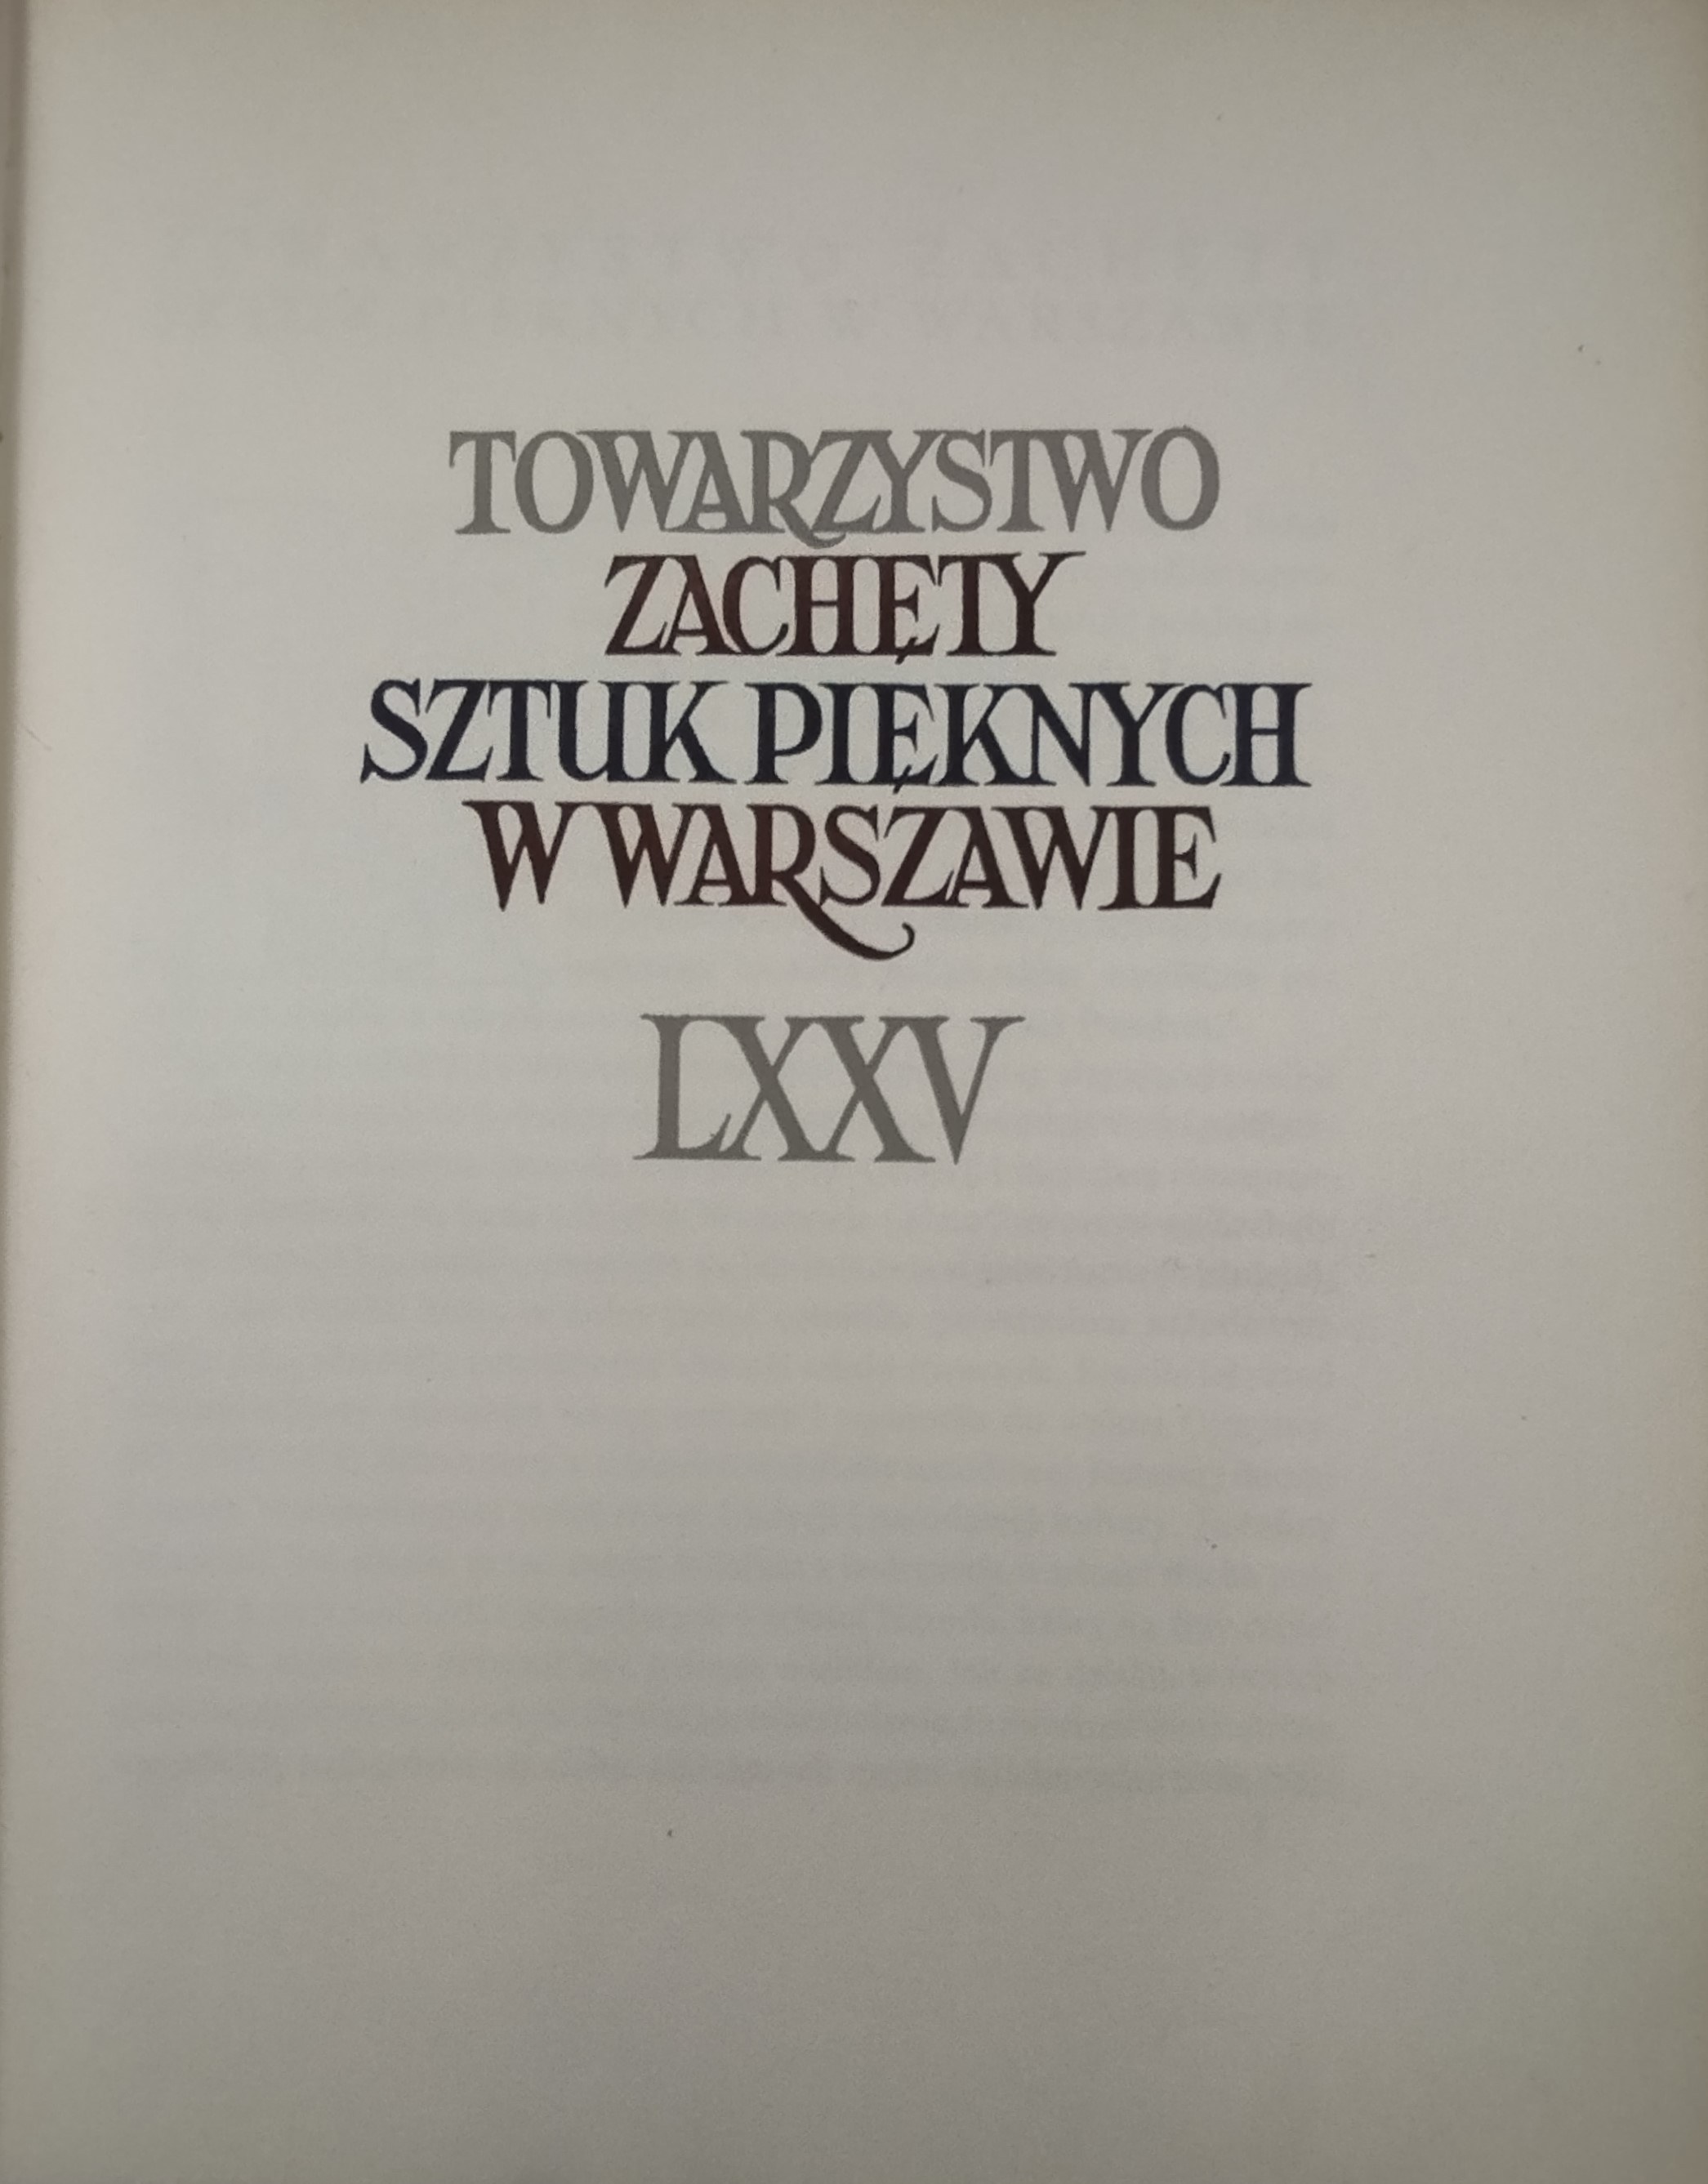 TOWARZYSTWO
ZACHĘTY
SZTUK PIĘKNYCH
W WARSZAWIE
LXXV